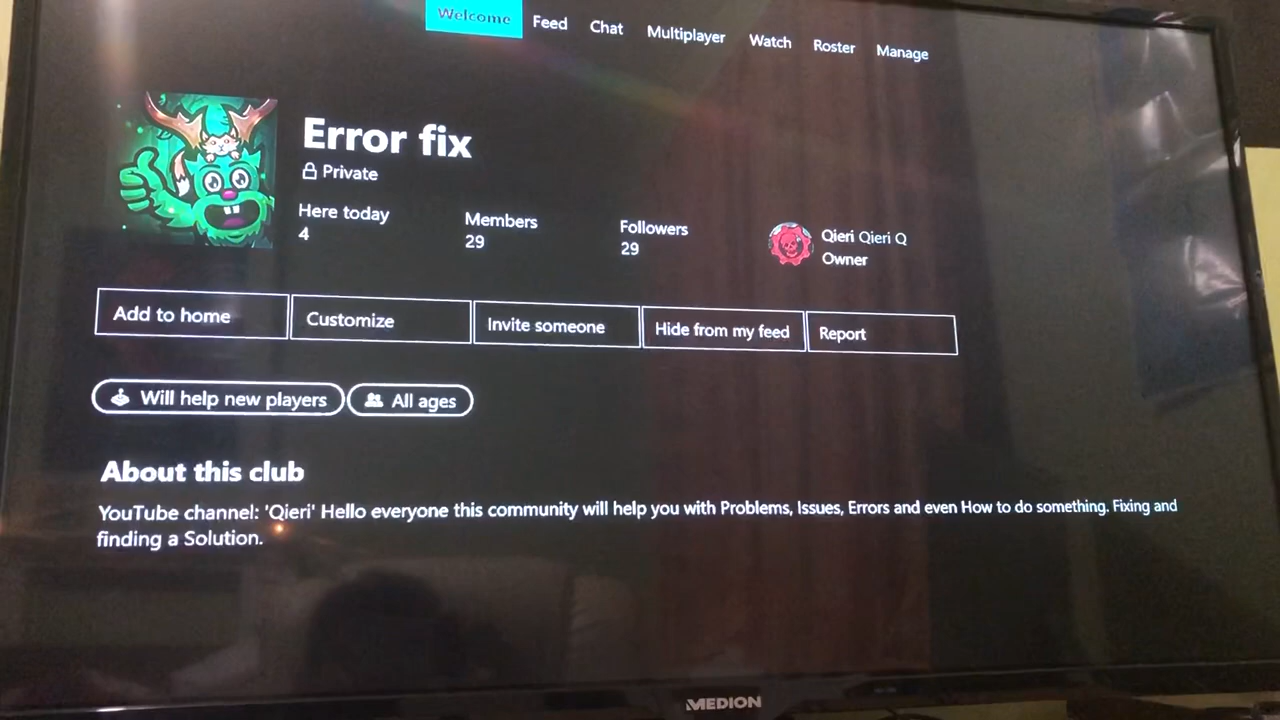 Welcome Feed Chat Multiplayer Watch Roster Manage
Error fix
Private
Here today Members Followers Qieri Qieri Q
4 29 29 Owner
Add to home Customize Invite someone Hide from my feed Report
Will help new players All ages
About this club
YouTube channel: 'Qieri' Hello everyone this community will help you with Problems, Issues, Errors and even How to do something. Fixing and
finding a Solution.
MEDION